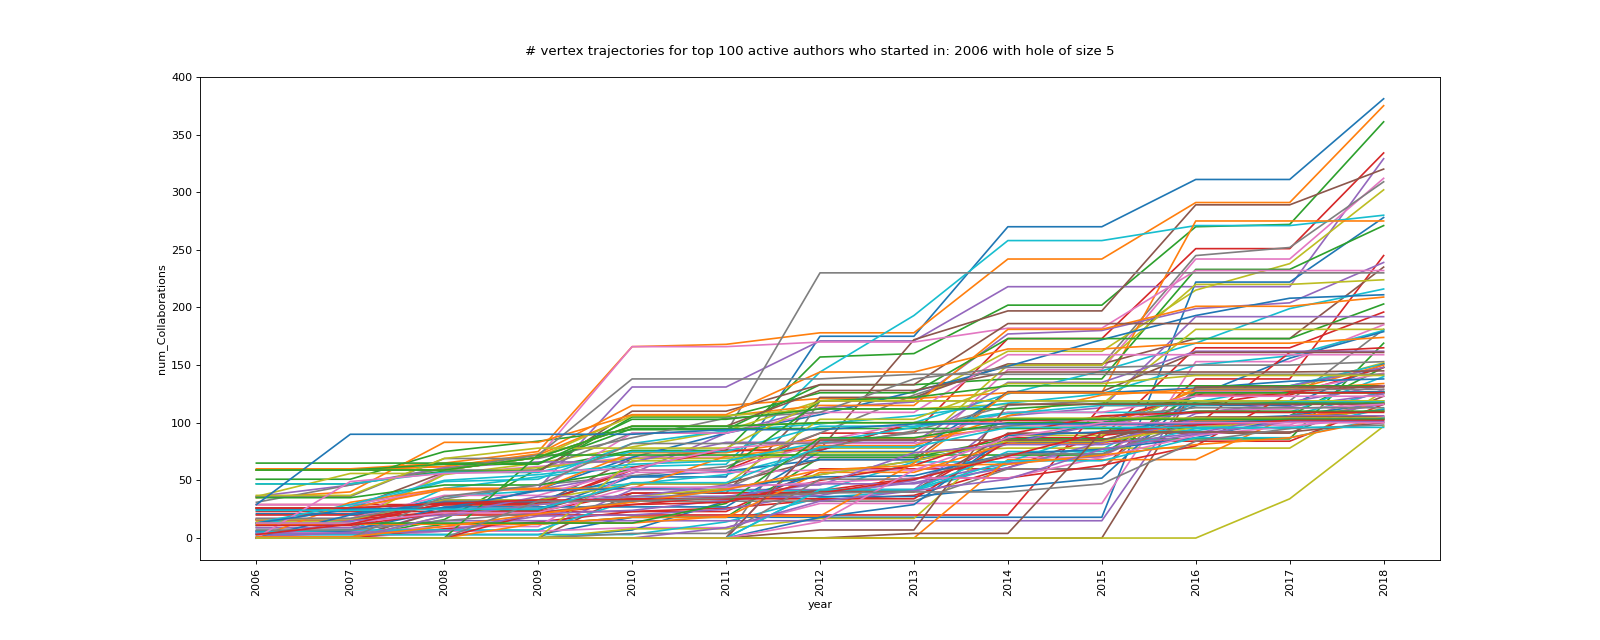 # vertex trajectories for top 100 active authors who started in: 2006 with hole of size 5
400
350
300
250
200
150
100
50
0
num_Collaborations
2006 2007 2008 2009 2010 2011 2012 2013 2014 2015 2016 2017 2018
year